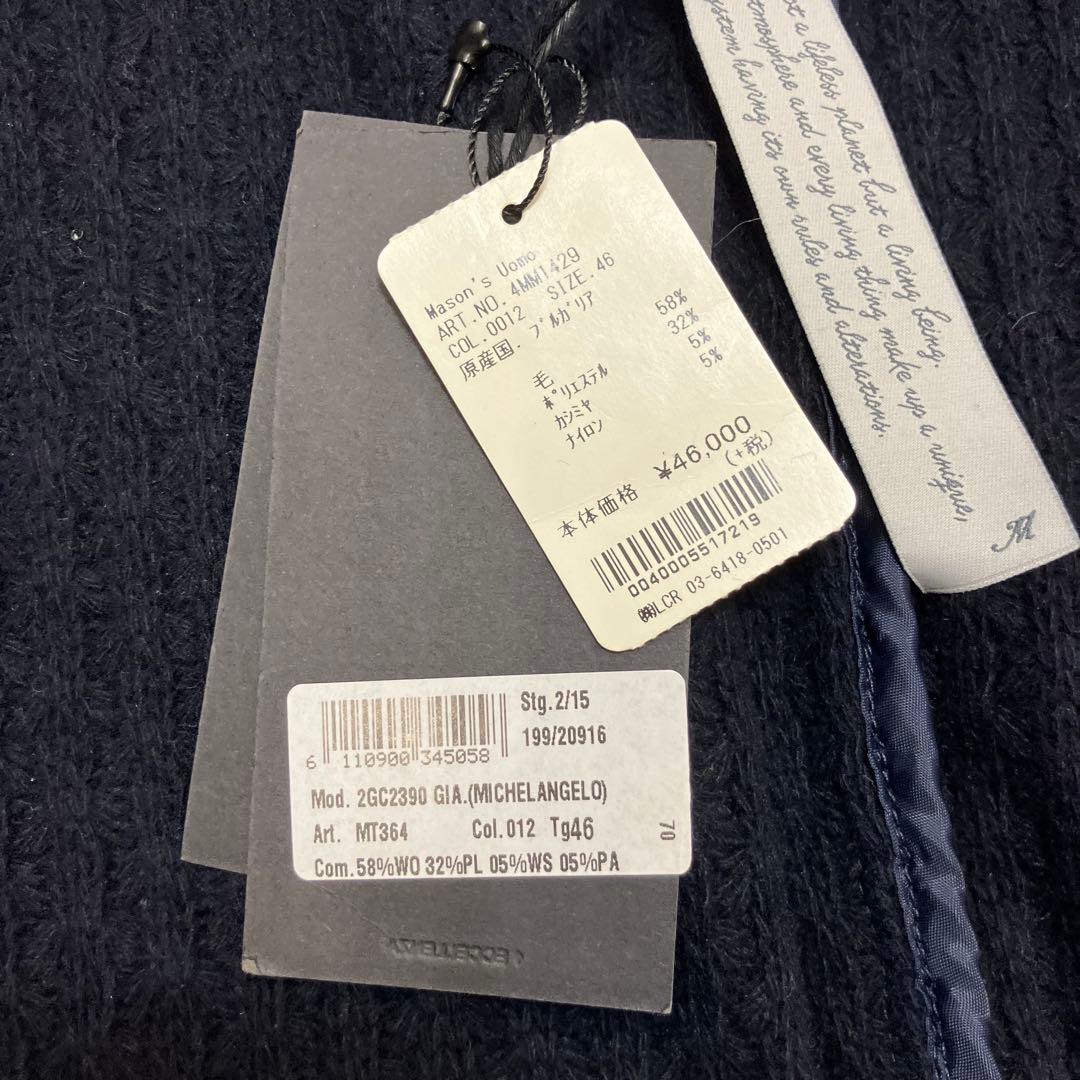 Mason's Uomo
ART.NO. 4MM1429
COL.0012 SIZE.46
原産国. ブルガリア
毛 58%
ポリエステル 32%
カシミヤ 5%
ナイロン 5%
本体価格 ¥46,000
(+税)
0040005517219
㈱LCR 03-6418-0501
a lifeless planet but a living being.
atmosphere and every living thing make up a unique,
system having its own rules and alterations.
M
Stg.2/15
199/20916
6 110900 345058
Mod. 2GC2390 GIA.(MICHELANGELO)
Art. MT364 Col.012 Tg46
Com.58%WO 32%PL 05%WS 05%PA
70